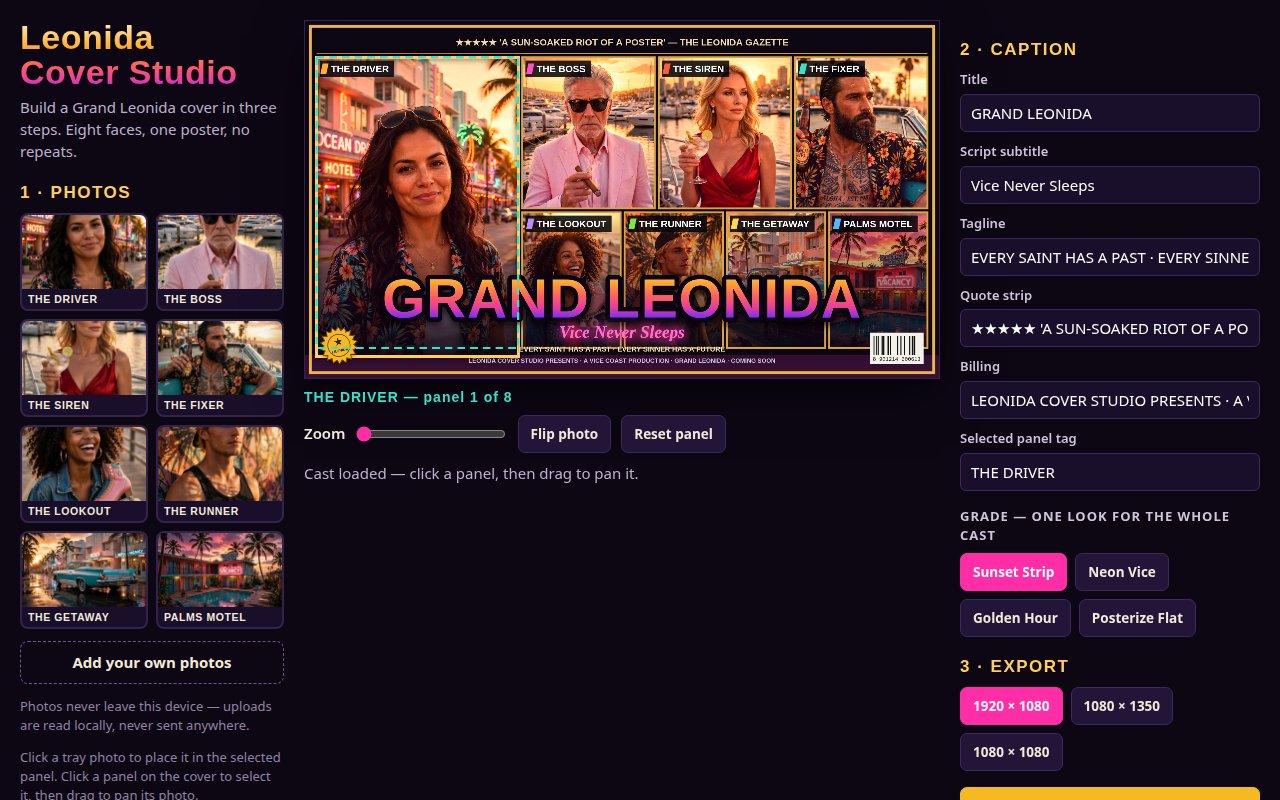 Leonida
Cover Studio
Build a Grand Leonida cover in three
steps. Eight faces, one poster, no
repeats.
1 · PHOTOS
THE DRIVER
THE BOSS
THE SIREN
THE FIXER
THE LOOKOUT
THE RUNNER
THE GETAWAY
PALMS MOTEL
Add your own photos
Photos never leave this device — uploads
are read locally, never sent anywhere.
Click a tray photo to place it in the selected
panel. Click a panel on the cover to select
it, then drag to pan its photo.
★★★★★ 'A SUN-SOAKED RIOT OF A POSTER' — THE LEONIDA GAZETTE
THE DRIVER
THE BOSS
THE SIREN
THE FIXER
OCEAN DR
HOTEL
THE LOOKOUT
THE RUNNER
THE GETAWAY
PALMS MOTEL
VACANCY
GRAND LEONIDA
Vice Never Sleeps
EVERY SAINT HAS A PAST · EVERY SINNER HAS A FUTURE
LEONIDA COVER STUDIO PRESENTS · A VICE COAST PRODUCTION · GRAND LEONIDA · COMING SOON
THE DRIVER — panel 1 of 8
Zoom
Flip photo
Reset panel
Cast loaded — click a panel, then drag to pan it.
2 · CAPTION
Title
GRAND LEONIDA
Script subtitle
Vice Never Sleeps
Tagline
EVERY SAINT HAS A PAST · EVERY SINNE
Quote strip
★★★★★ 'A SUN-SOAKED RIOT OF A PO
Billing
LEONIDA COVER STUDIO PRESENTS · A
Selected panel tag
THE DRIVER
GRADE — ONE LOOK FOR THE WHOLE
CAST
Sunset Strip
Neon Vice
Golden Hour
Posterize Flat
3 · EXPORT
1920 × 1080
1080 × 1350
1080 × 1080